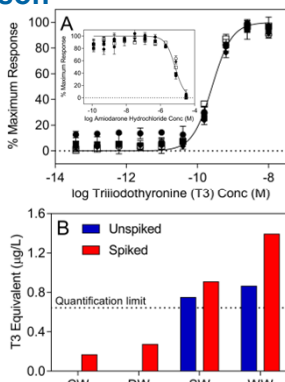 A
% Maximum Response
100
80
60
40
20
0
-14
-12
-10
-8
log Triiiodothyronine (T3) Conc (M)
% Maximum Response
100
80
60
40
20
0
-10
-8
-6
-4
log Amiodarone Hydrochloride Conc (M)
B
Unspiked
Spiked
T3 Equivalent (µg/L)
1.6
1.2
0.8
0.4
0.0
Quantification limit